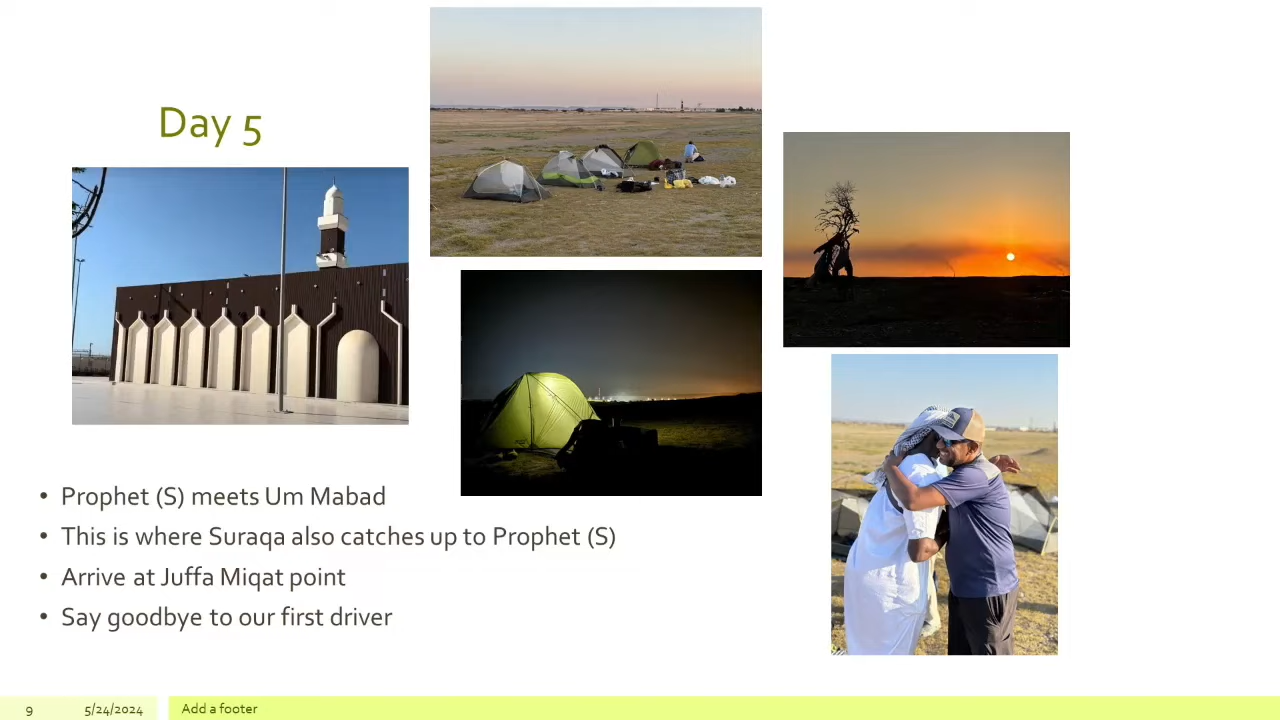 Day 5
• Prophet (S) meets Um Mabad
• This is where Suraqa also catches up to Prophet (S)
• Arrive at Juffa Miqat point
• Say goodbye to our first driver
9 5/24/2024 Add a footer